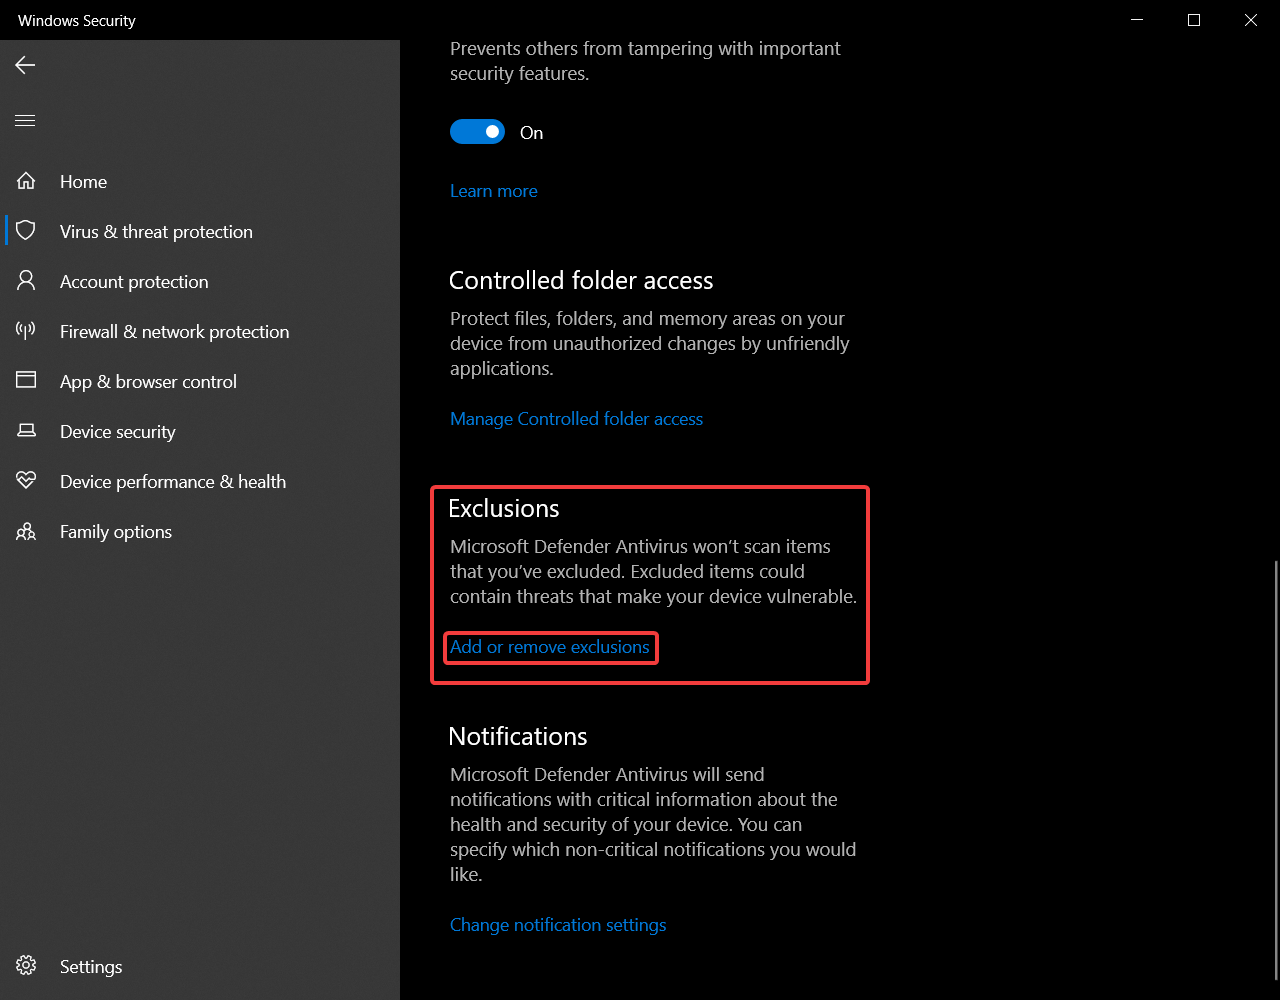 Windows Security
Home
Virus & threat protection
Account protection
Firewall & network protection
App & browser control
Device security
Device performance & health
Family options
Settings
Prevents others from tampering with important
security features.
On
Learn more
Controlled folder access
Protect files, folders, and memory areas on your
device from unauthorized changes by unfriendly
applications.
Manage Controlled folder access
Exclusions
Microsoft Defender Antivirus won’t scan items
that you’ve excluded. Excluded items could
contain threats that make your device vulnerable.
Add or remove exclusions
Notifications
Microsoft Defender Antivirus will send
notifications with critical information about the
health and security of your device. You can
specify which non-critical notifications you would
like.
Change notification settings